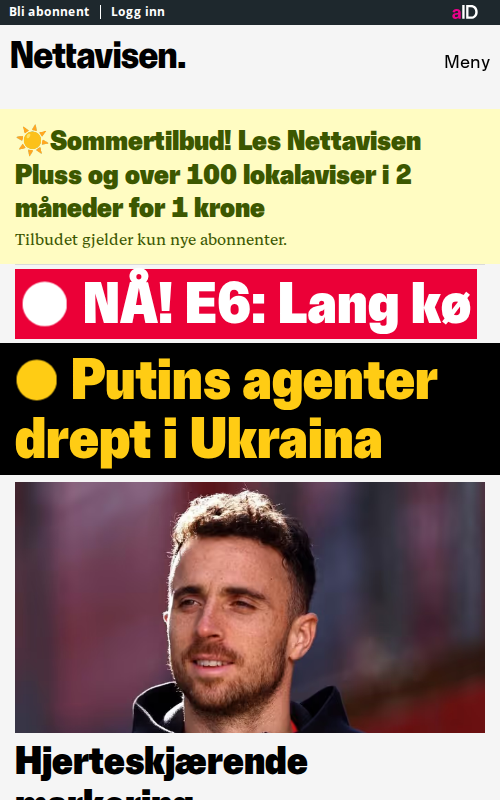 Bli abonnent
Logg inn
aID
Nettavisen.
Meny
Sommertilbud! Les Nettavisen
Pluss og over 100 lokalaviser i 2
måneder for 1 krone
Tilbudet gjelder kun nye abonnenter.
NÅ! E6: Lang kø
Putins agenter
drept i Ukraina
Hjerteskjærende
markering